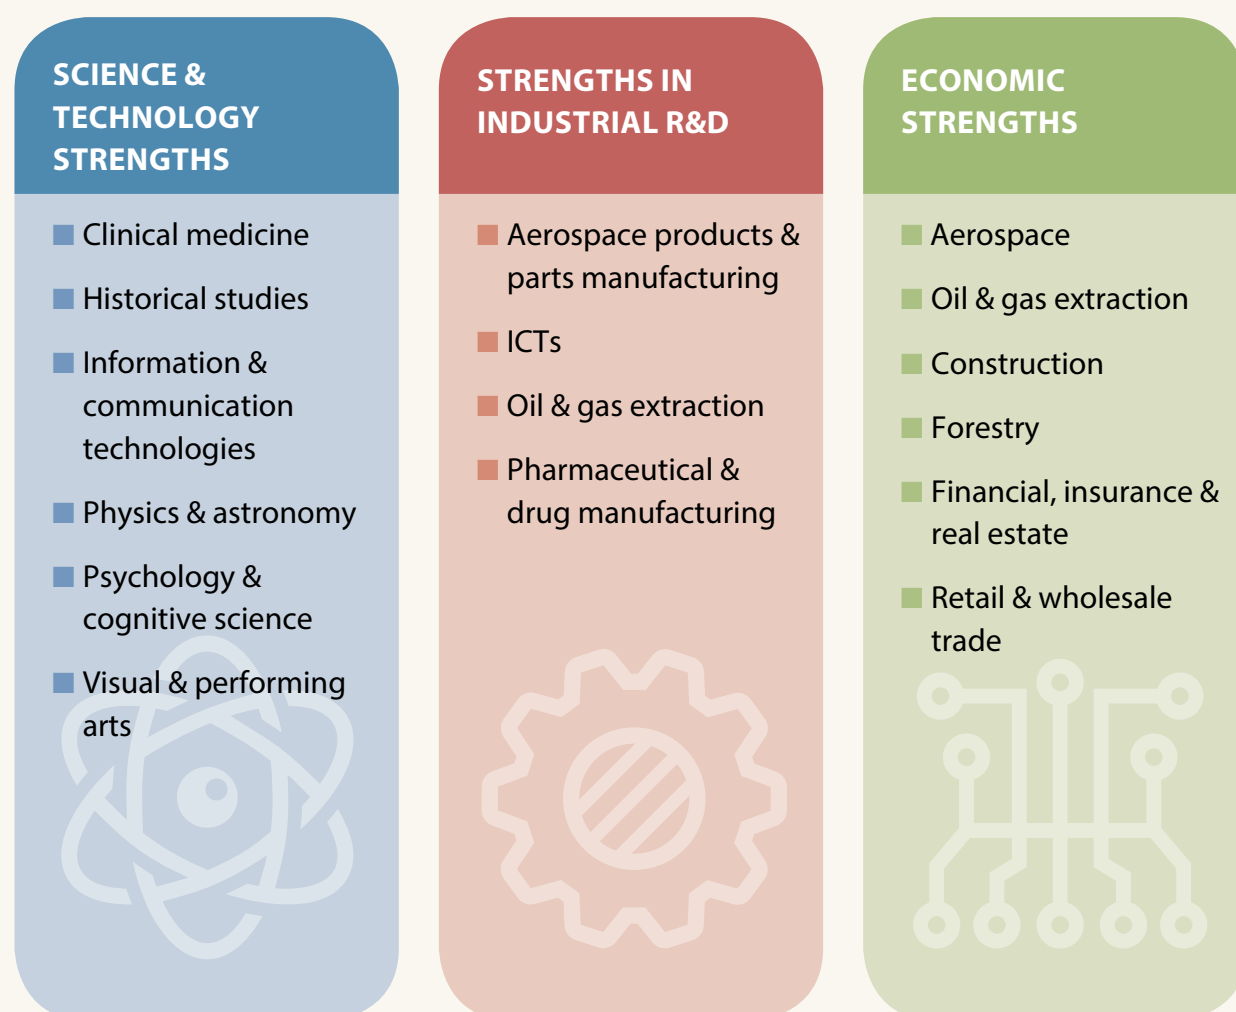 SCIENCE &
TECHNOLOGY
STRENGTHS
Clinical medicine
Historical studies
Information &
communication
technologies
Physics & astronomy
Psychology &
cognitive science
Visual & performing
arts
STRENGTHS IN
INDUSTRIAL R&D
Aerospace products &
parts manufacturing
ICTs
Oil & gas extraction
Pharmaceutical &
drug manufacturing
ECONOMIC
STRENGTHS
Aerospace
Oil & gas extraction
Construction
Forestry
Financial, insurance &
real estate
Retail & wholesale
trade